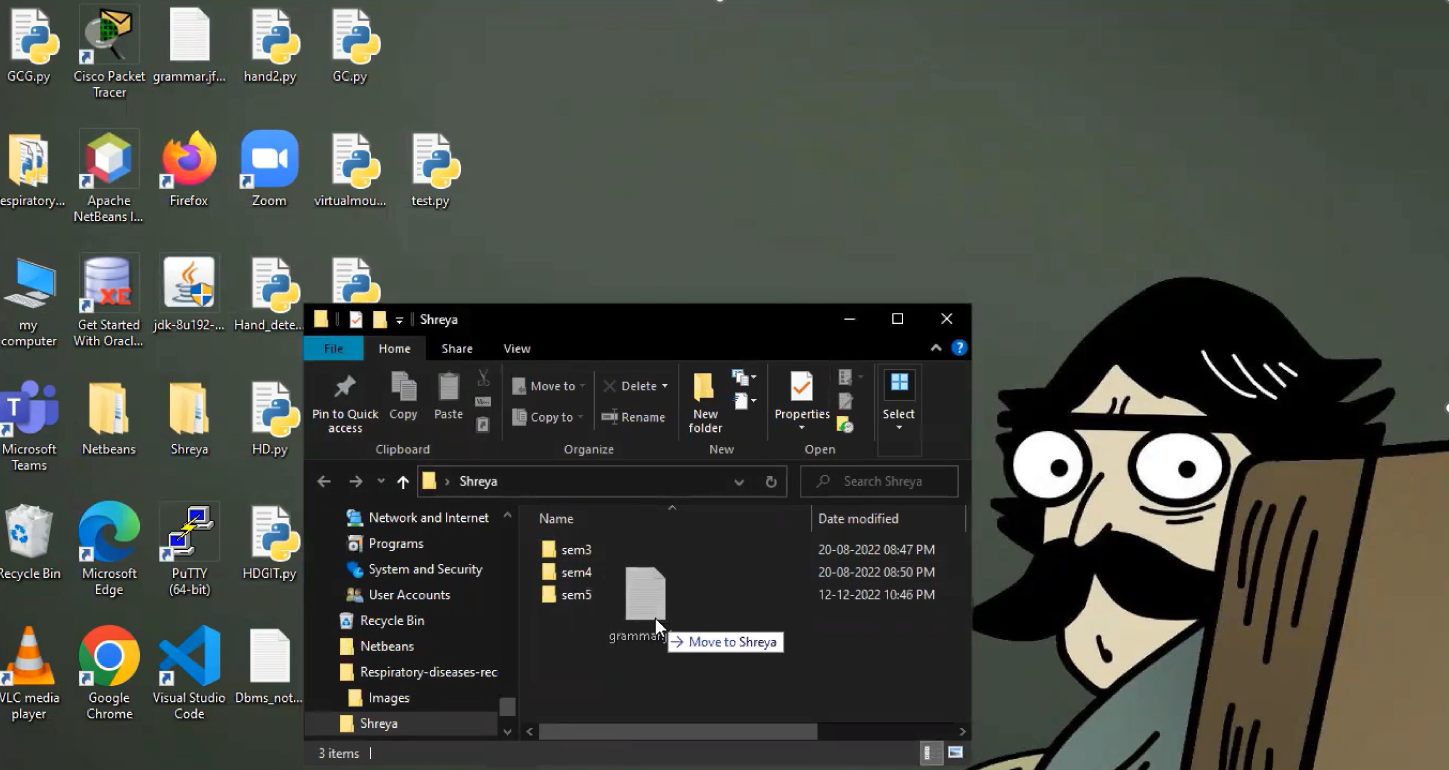 GCG.py
Cisco Packet
Tracer
grammar.jf...
hand2.py
GC.py
espiratory...
Apache
NetBeans I...
Firefox
Zoom
virtualmou...
test.py
my
computer
Get Started
With Oracl...
XE
jdk-8u192-...
Hand_dete...
Microsoft
Teams
T
Netbeans
Shreya
HD.py
Recycle Bin
Microsoft
Edge
PuTTY
(64-bit)
HDGIT.py
VLC media
player
Google
Chrome
Visual Studio
Code
Dbms_not...
Shreya
File
Home
Share
View
Pin to Quick
access
Copy
Paste
Clipboard
Move to
Copy to
Delete
Rename
Organize
New
folder
New
Properties
Open
Select
Shreya
Search Shreya
Network and Internet
Programs
System and Security
User Accounts
Recycle Bin
Netbeans
Respiratory-diseases-rec
Images
Shreya
Name
Date modified
sem3
20-08-2022 08:47 PM
sem4
20-08-2022 08:50 PM
sem5
12-12-2022 10:46 PM
grammar
Move to Shreya
3 items